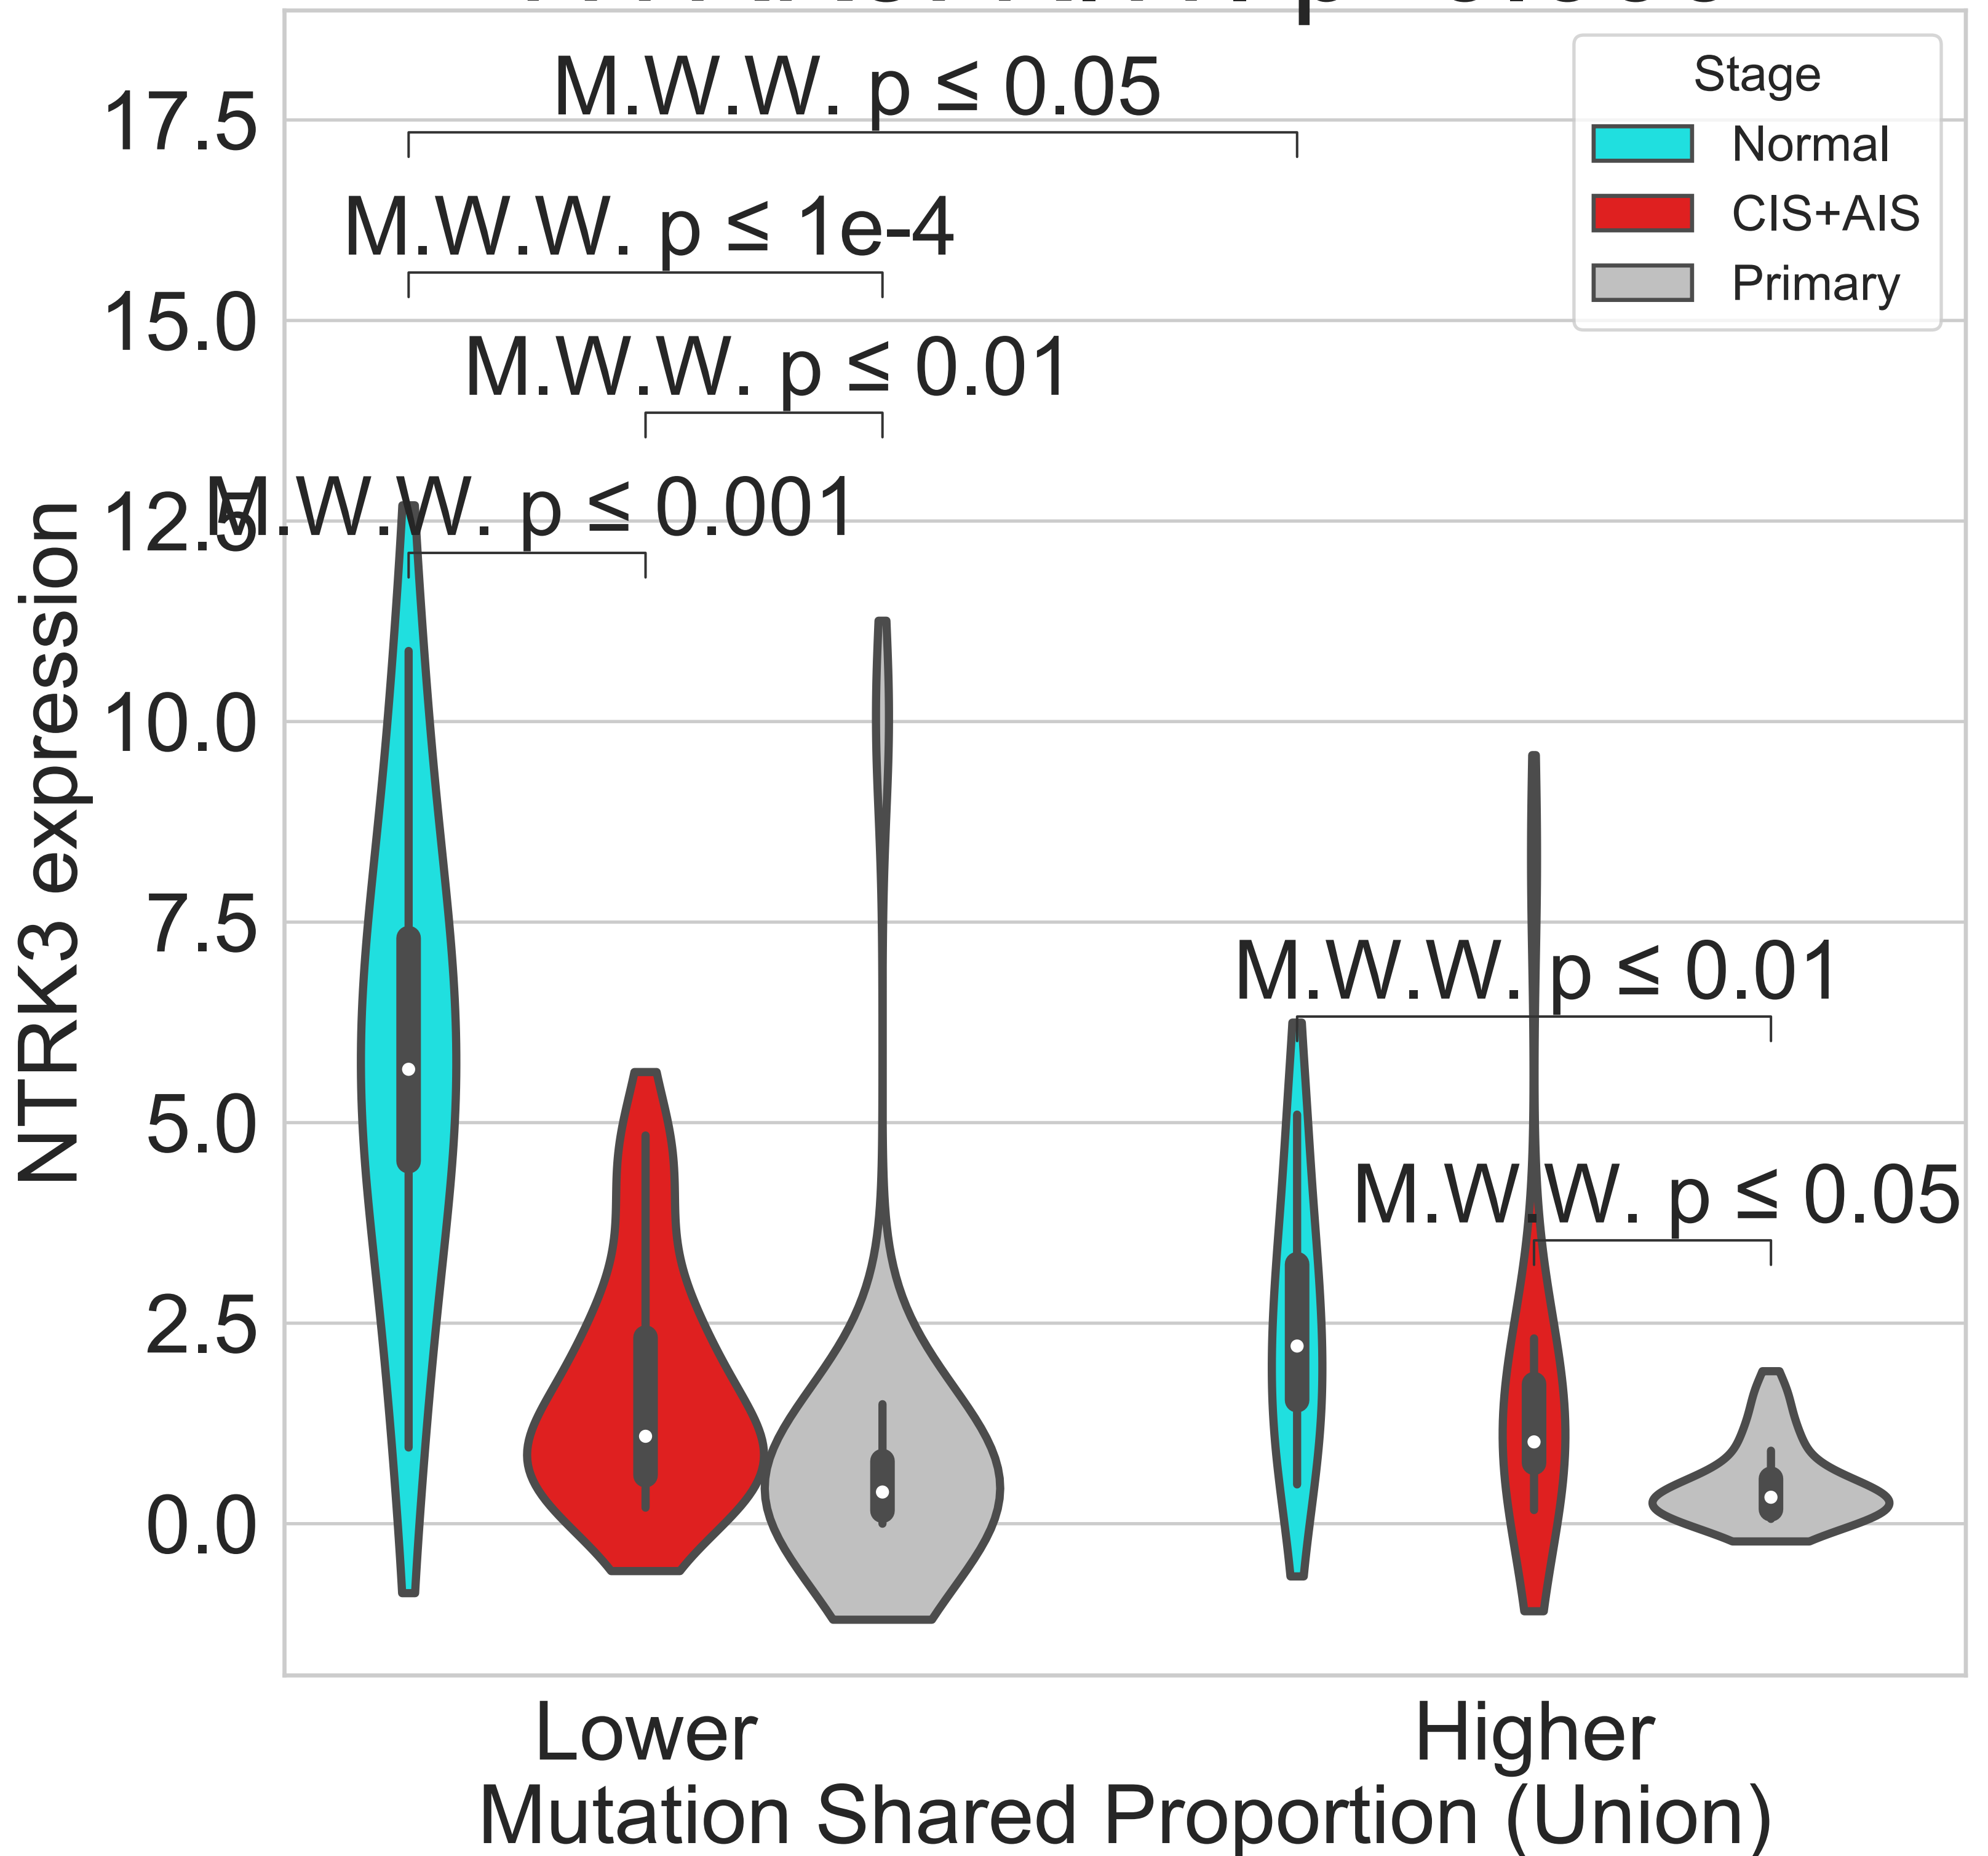 M.W.W. p ≤ 0.05
Stage
Normal
CIS+AIS
Primary
17.5
M.W.W. p ≤ 1e-4
15.0
M.W.W. p ≤ 0.01
M.W.W. p ≤ 0.001
12.5
10.0
7.5
M.W.W. p ≤ 0.01
5.0
M.W.W. p ≤ 0.05
2.5
0.0
NTRK3 expression
Lower
Higher
Mutation Shared Proportion (Union)